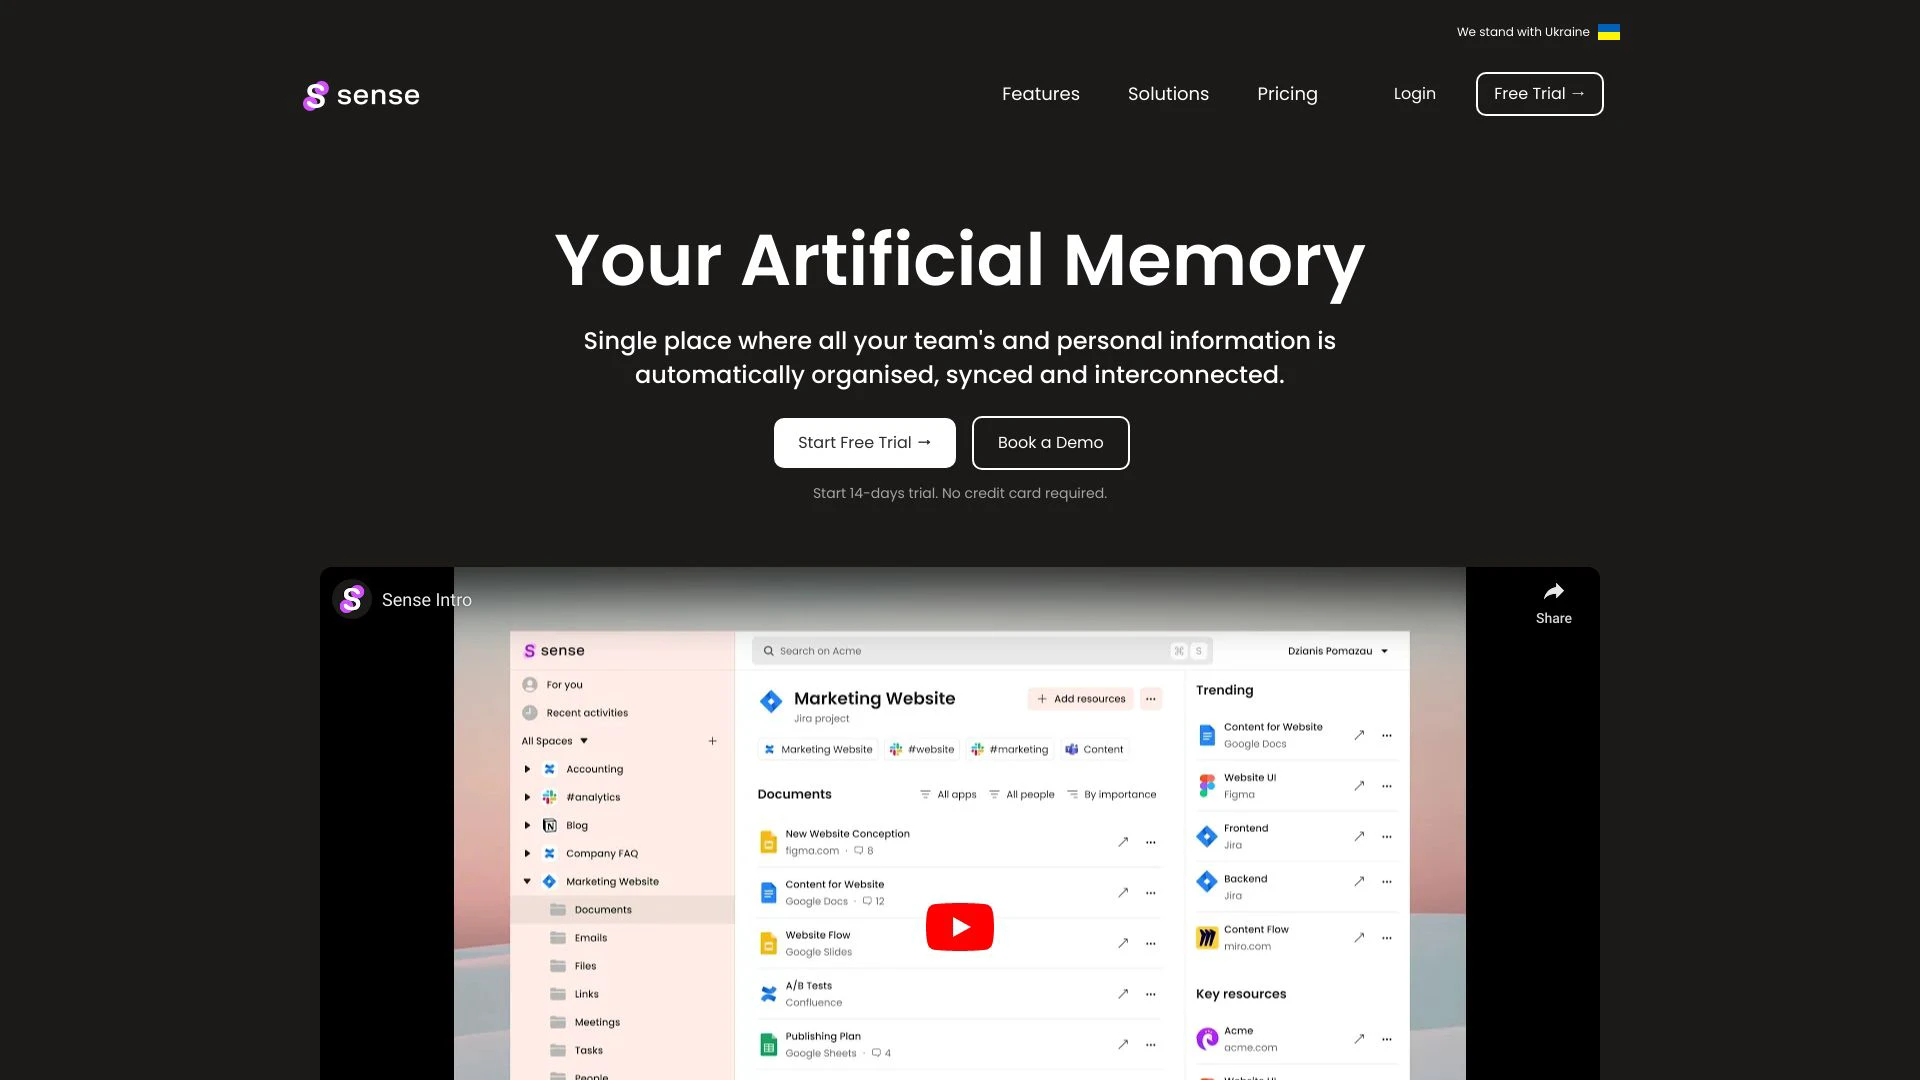 We stand with Ukraine
sense
Features
Solutions
Pricing
Login
Free Trial →
Your Artificial Memory
Single place where all your team's and personal information is
automatically organised, synced and interconnected.
Start Free Trial →
Book a Demo
Start 14-days trial. No credit card required.
Sense Intro
Share
sense
Search on Acme
⌘ S
Dzianis Pomazau
For you
Recent activities
All Spaces
Accounting
#analytics
Blog
Company FAQ
Marketing Website
Documents
Emails
Files
Links
Meetings
Tasks
People
Marketing Website
Jira project
+ Add resources
Marketing Website
#website
#marketing
Content
Documents
All apps
All people
By importance
New Website Conception
figma.com · 8
Content for Website
Google Docs · 12
Website Flow
Google Slides
A/B Tests
Confluence
Publishing Plan
Google Sheets · 4
Trending
Content for Website
Google Docs
Website UI
Figma
Frontend
Jira
Backend
Jira
Content Flow
miro.com
Key resources
Acme
acme.com
Website UI